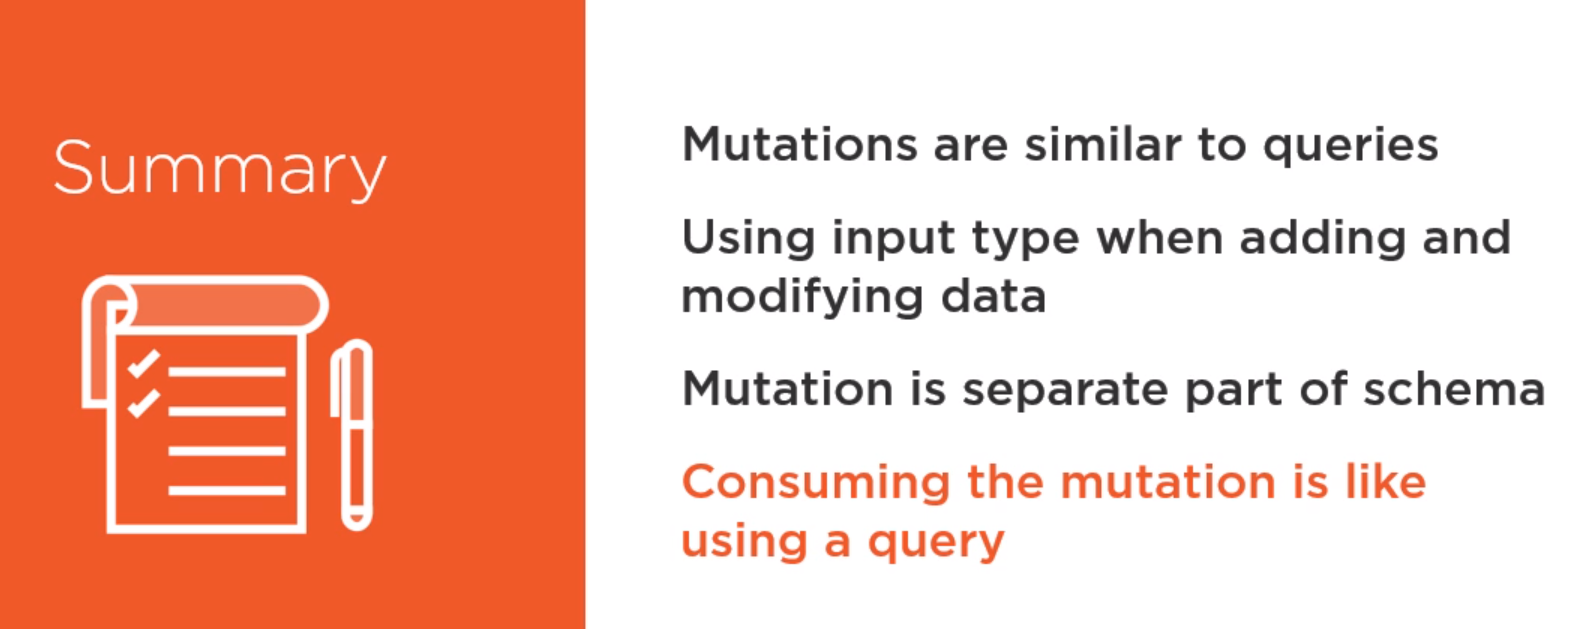 Summary
Mutations are similar to queries
Using input type when adding and
modifying data
Mutation is separate part of schema
Consuming the mutation is like
using a query